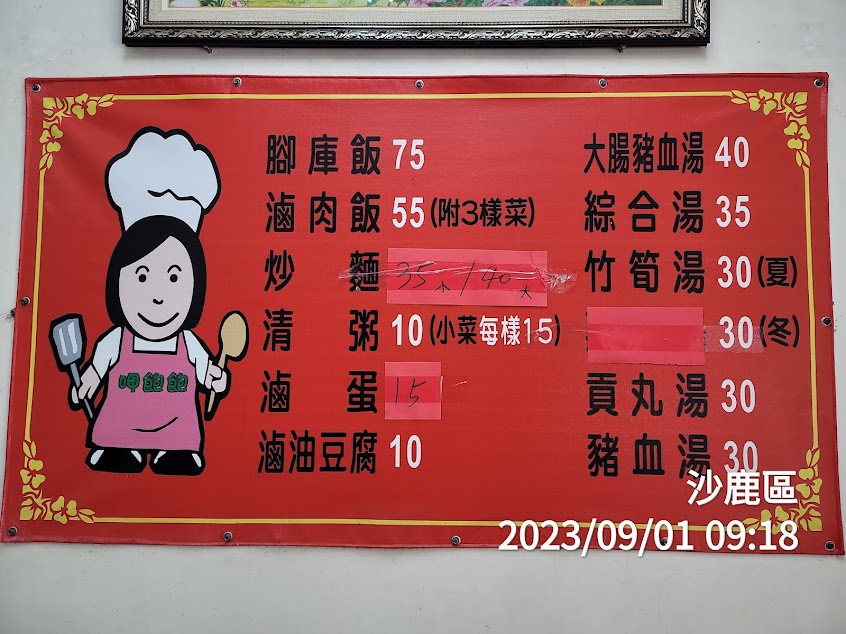 腳庫飯 75
滷肉飯 55 (附3樣菜)
炒麵 35小/40大
清粥 10 (小菜每樣15)
滷蛋 15
滷油豆腐 10
大腸豬血湯 40
綜合湯 35
竹筍湯 30 (夏)
30 (冬)
貢丸湯 30
豬血湯 30
呷飽飽
沙鹿區
2023/09/01 09:18